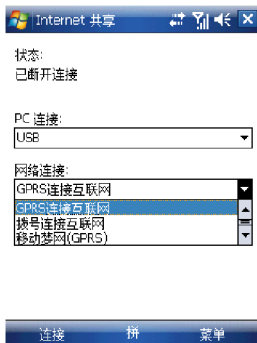 Internet 共享
状态:
已断开连接
PC 连接:
USB
网络连接:
GPRS连接互联网
GPRS连接互联网
拨号连接互联网
移动梦网(GPRS)
连接 拼 菜单